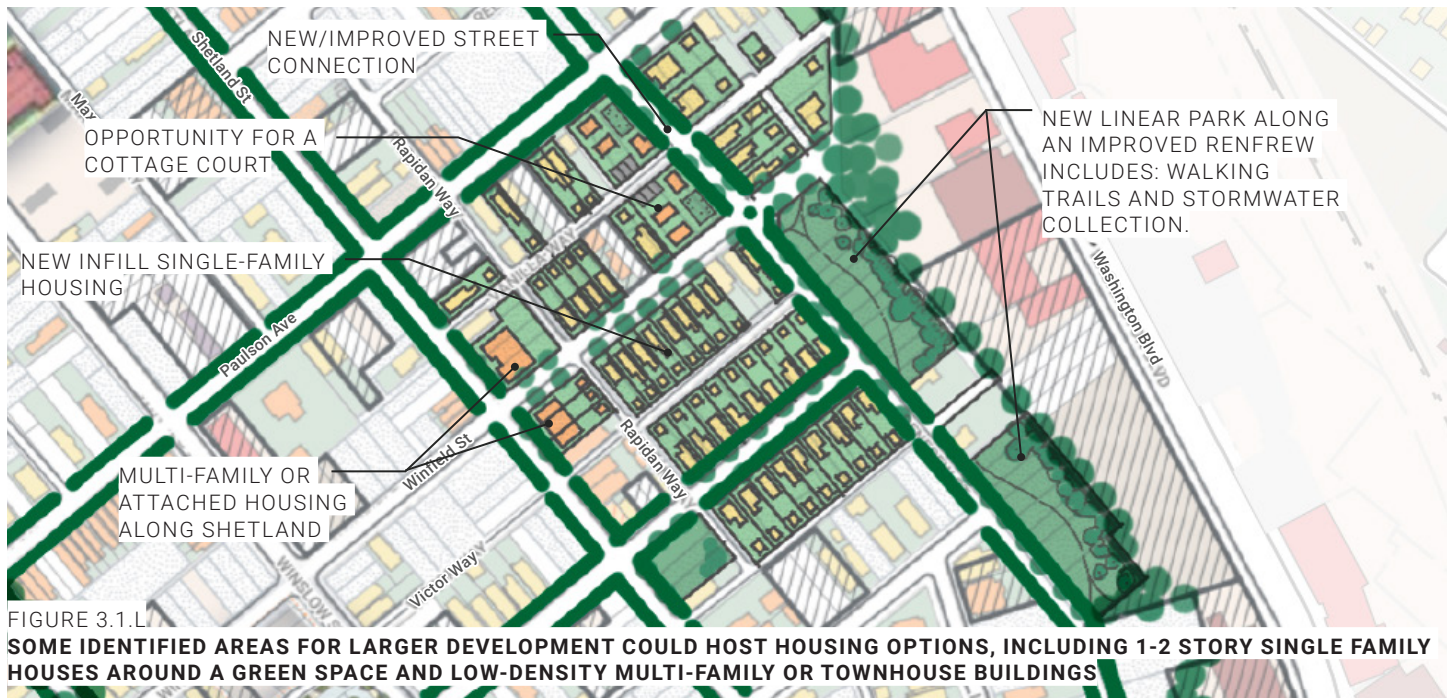 Shetland St
NEW/IMPROVED STREET
CONNECTION
OPPORTUNITY FOR A
COTTAGE COURT
Rapidan Way
NEW LINEAR PARK ALONG
AN IMPROVED RENFREW
INCLUDES: WALKING
TRAILS AND STORMWATER
COLLECTION.
NEW INFILL SINGLE-FAMILY
HOUSING
Washington Blvd
Paulson Ave
MULTI-FAMILY OR
ATTACHED HOUSING
ALONG SHETLAND
Winfield St
Rapidan Way
Victor Way
FIGURE 3.1.L
SOME IDENTIFIED AREAS FOR LARGER DEVELOPMENT COULD HOST HOUSING OPTIONS, INCLUDING 1-2 STORY SINGLE FAMILY
HOUSES AROUND A GREEN SPACE AND LOW-DENSITY MULTI-FAMILY OR TOWNHOUSE BUILDINGS